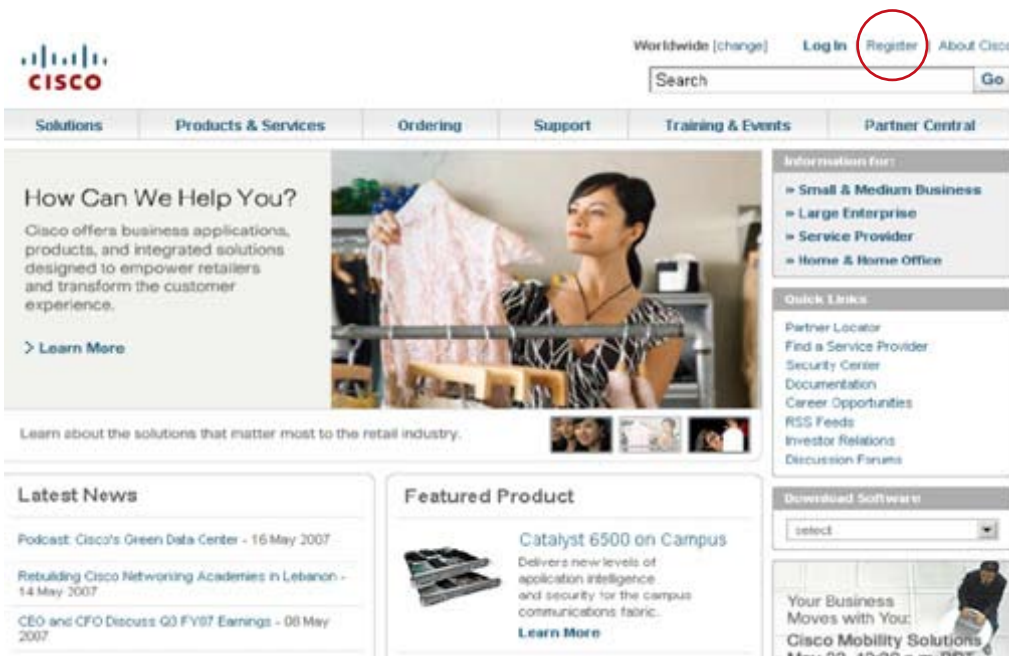 Worldwide [change] Log In Register | About Cisco
CISCO
Search Go
Solutions Products & Services Ordering Support Training & Events Partner Central
How Can We Help You?
Cisco offers business applications,
products, and integrated solutions
designed to empower retailers
and transform the customer
experience.
> Learn More
Learn about the solutions that matter most to the retail industry.
Information for:
» Small & Medium Business
» Large Enterprise
» Service Provider
» Home & Home Office
Quick Links
Partner Locator
Find a Service Provider
Security Center
Documentation
Career Opportunities
RSS Feeds
Investor Relations
Discussion Forums
Latest News
Podcast: Cisco's Green Data Center - 16 May 2007
Rebuilding Cisco Networking Academies in Lebanon -
14 May 2007
CEO and CFO Discuss Q3 FY07 Earnings - 08 May
2007
Featured Product
Catalyst 6500 on Campus
Delivers new levels of
application intelligence
and security for the campus
communications fabric.
Learn More
Download Software
select
Your Business
Moves with You:
Cisco Mobility Solutions